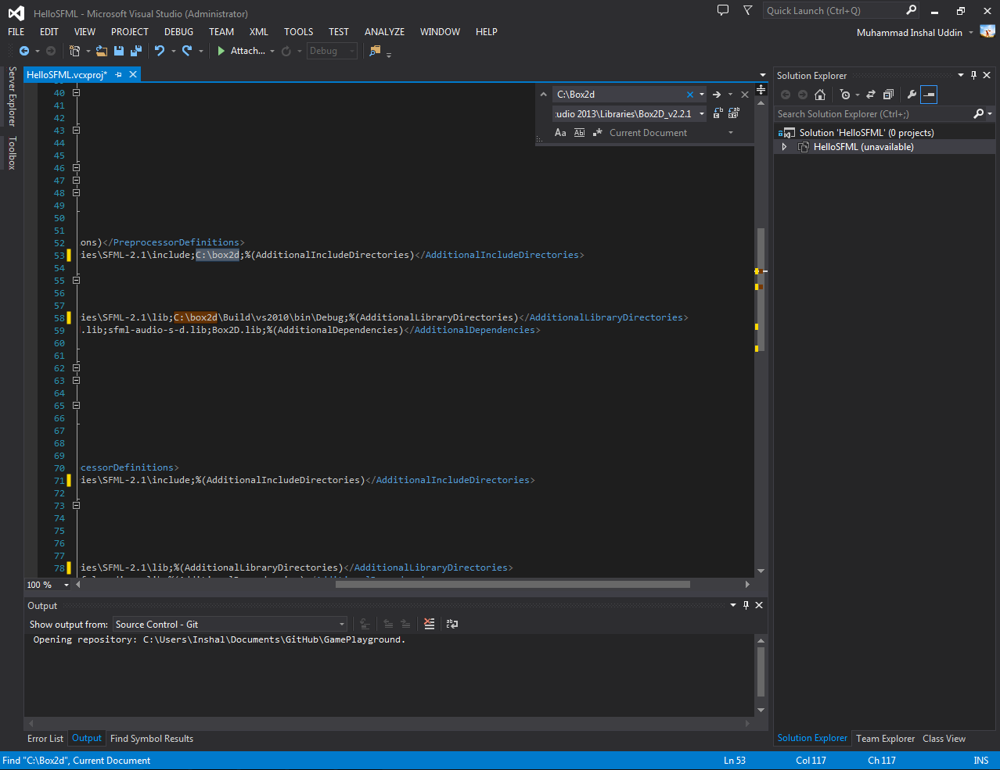 HelloSFML - Microsoft Visual Studio (Administrator)
Quick Launch (Ctrl+Q)
FILE EDIT VIEW PROJECT DEBUG TEAM XML TOOLS TEST ANALYZE WINDOW HELP
Muhammad Inshal Uddin
Attach... Debug
Server Explorer
Toolbox
HelloSFML.vcxproj*
C:\Box2d
udio 2013\Libraries\Box2D_v2.2.1
Aa Ab Current Document
40
41
42
43
44
45
46
47
48
49
50
51
52 ons)</PreprocessorDefinitions>
53 ies\SFML-2.1\include;C:\box2d;%(AdditionalIncludeDirectories)</AdditionalIncludeDirectories>
54
55
56
57
58 ies\SFML-2.1\lib;C:\box2d\Build\vs2010\bin\Debug;%(AdditionalLibraryDirectories)</AdditionalLibraryDirectories>
59 .lib;sfml-audio-s-d.lib;Box2D.lib;%(AdditionalDependencies)</AdditionalDependencies>
60
61
62
63
64
65
66
67
68
69
70 cessorDefinitions>
71 ies\SFML-2.1\include;%(AdditionalIncludeDirectories)</AdditionalIncludeDirectories>
72
73
74
75
76
77
78 ies\SFML-2.1\lib;%(AdditionalLibraryDirectories)</AdditionalLibraryDirectories>
100 %
Solution Explorer
Search Solution Explorer (Ctrl+;)
Solution 'HelloSFML' (0 projects)
HelloSFML (unavailable)
Output
Show output from: Source Control - Git
Opening repository: C:\Users\Inshal\Documents\GitHub\GamePlayground.
Error List Output Find Symbol Results
Solution Explorer Team Explorer Class View
Find "C:\Box2d", Current Document
Ln 53 Col 117 Ch 117 INS